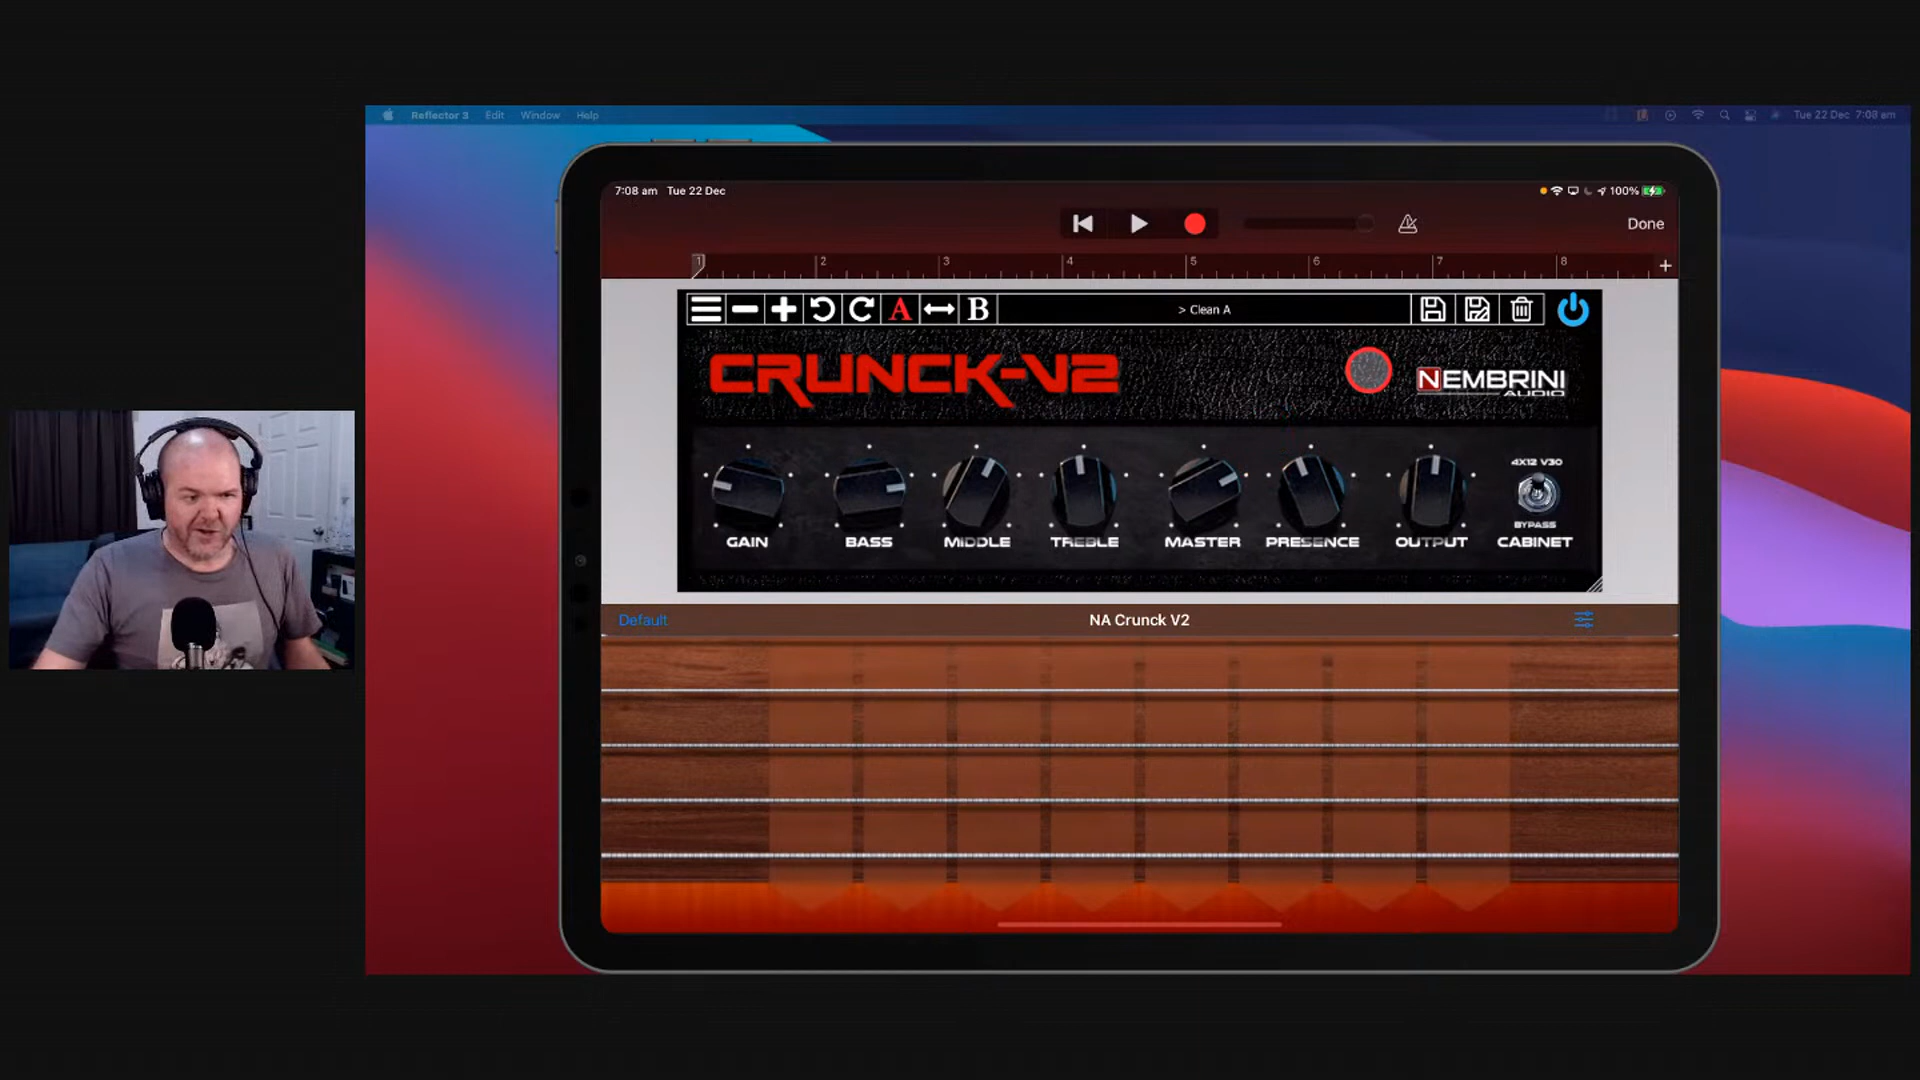 Reflector 3 Edit Window Help Tue 22 Dec 7:08 am
7:08 am Tue 22 Dec 100%
Done
1 2 3 4 5 6 7 8
A B > Clean A
CRUNCK-V2
NEMBRINI
AUDIO
4X12 V30
BYPASS
GAIN BASS MIDDLE TREBLE MASTER PRESENCE OUTPUT CABINET
Default NA Crunck V2